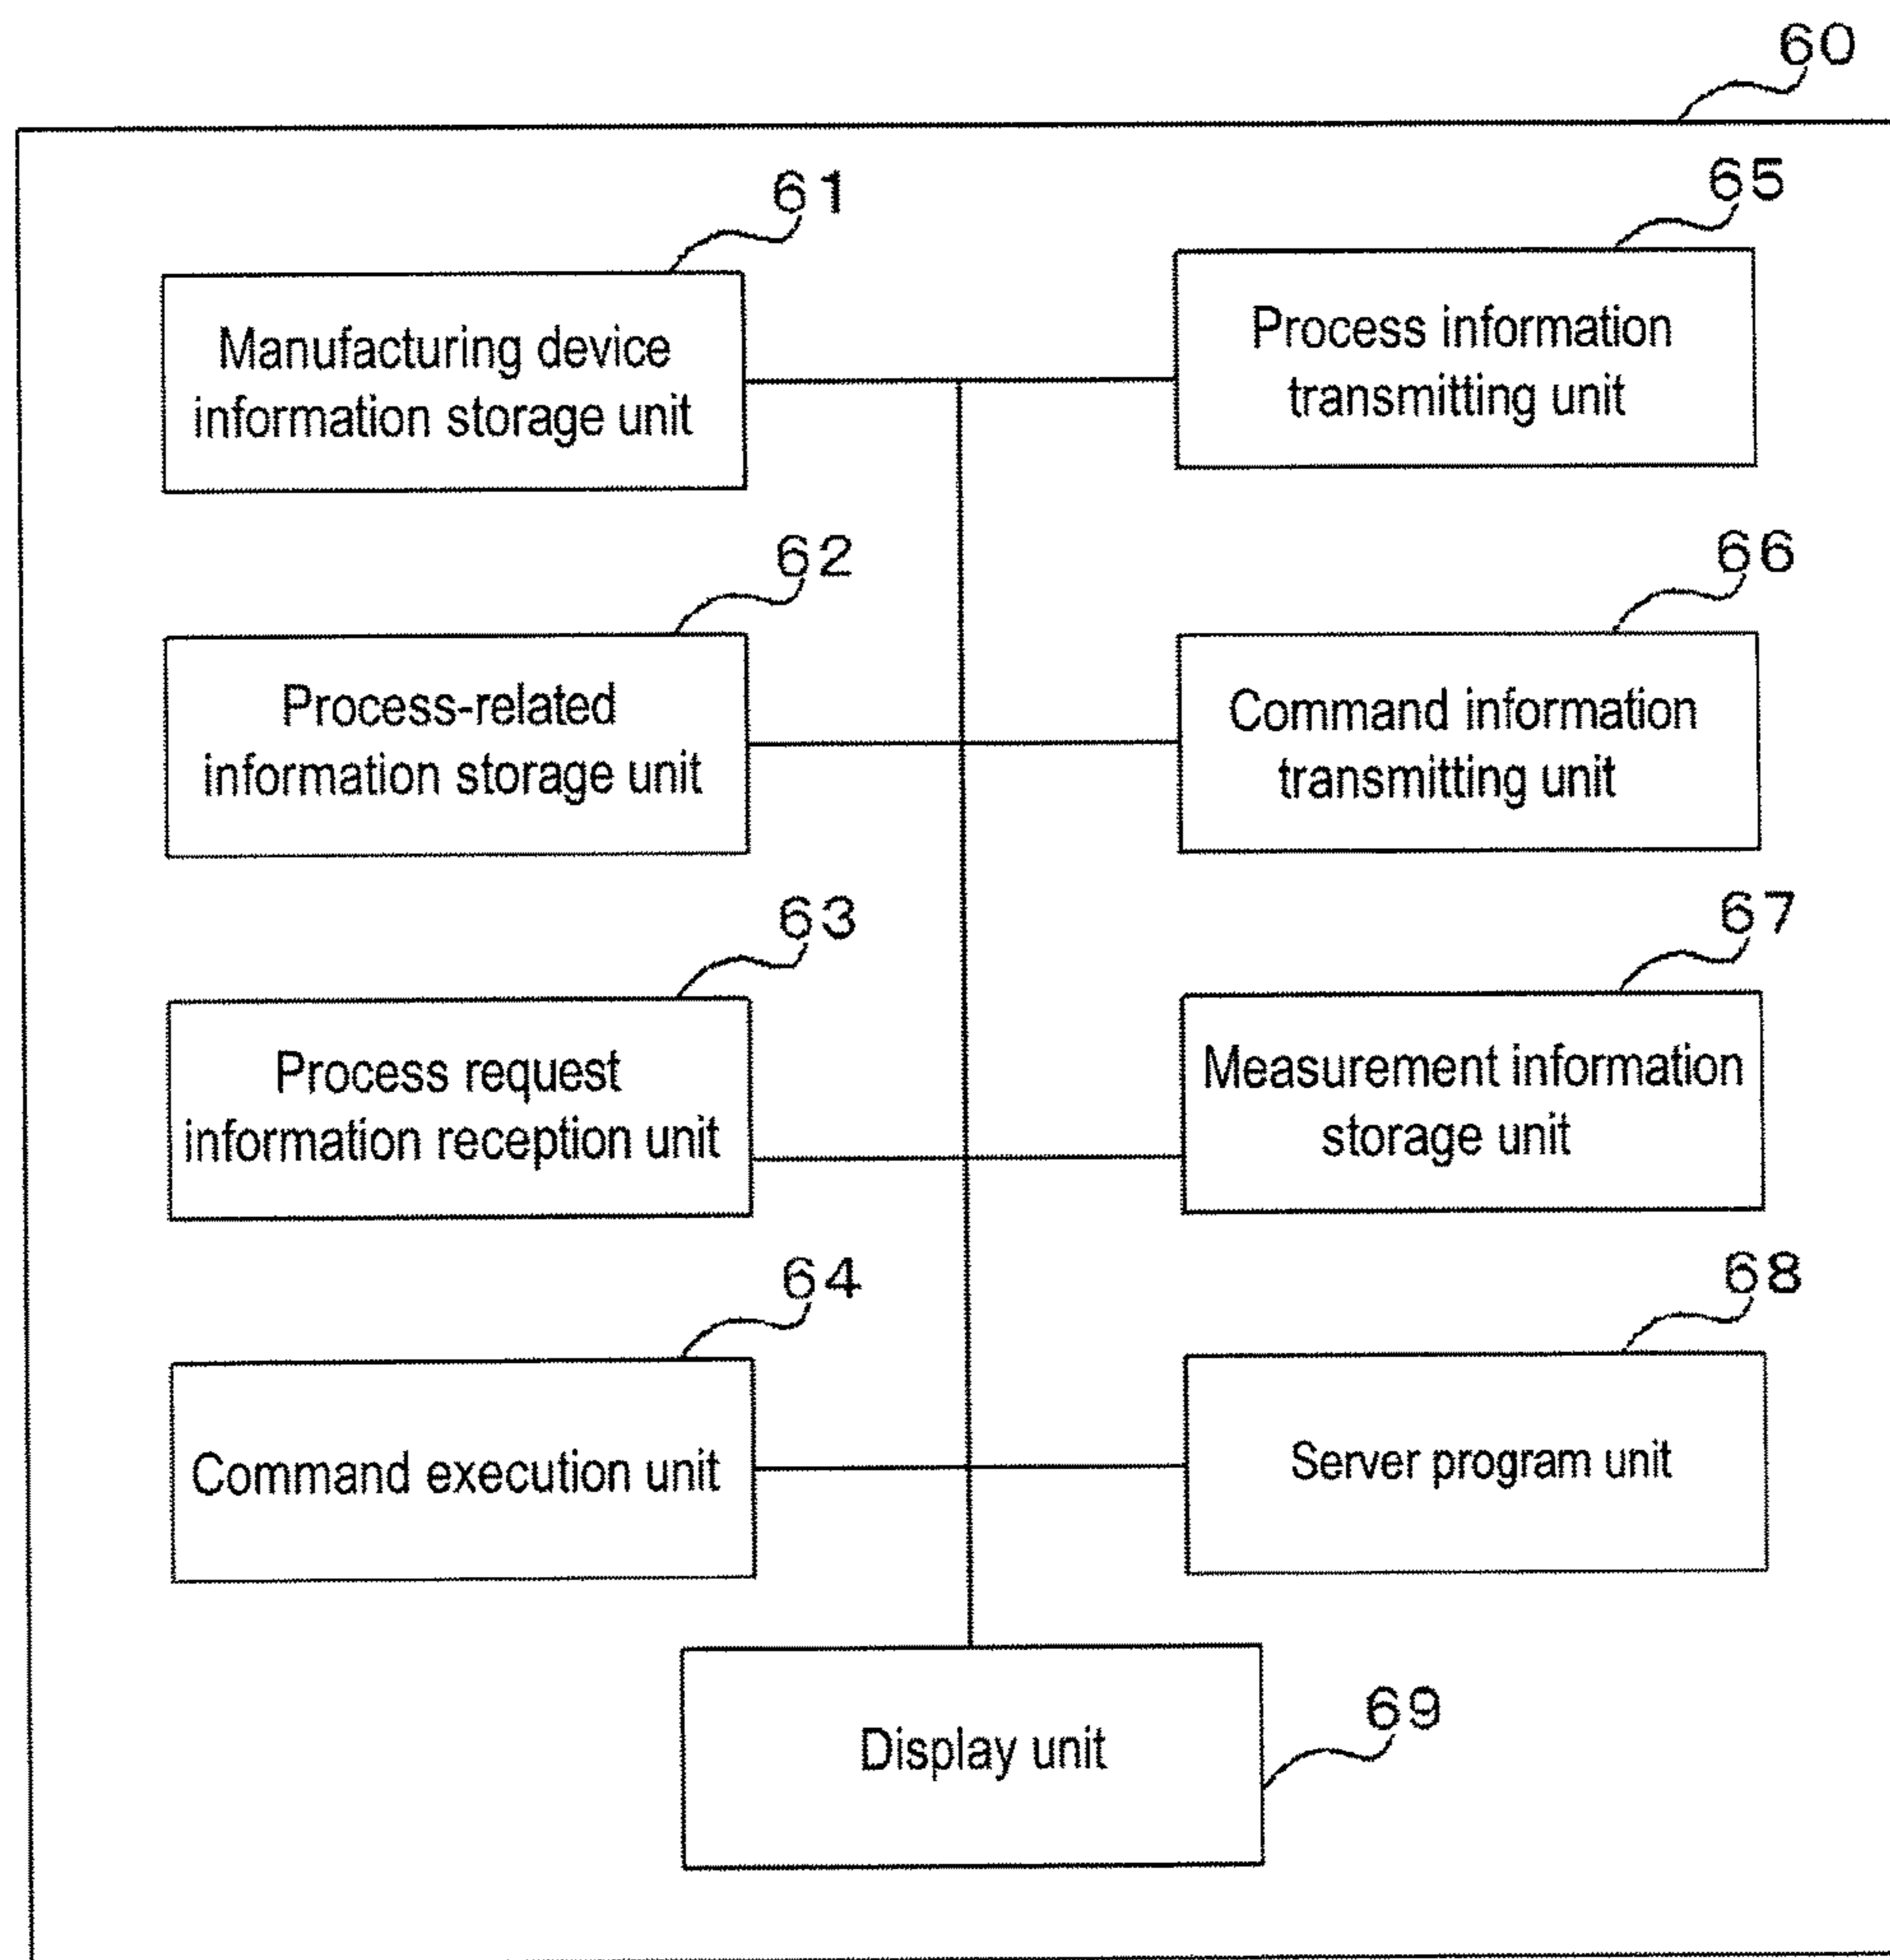 60
61
Manufacturing device
information storage unit
65
Process information
transmitting unit
62
Process-related
information storage unit
66
Command information
transmitting unit
63
Process request
information reception unit
67
Measurement information
storage unit
64
Command execution unit
68
Server program unit
Display unit
69